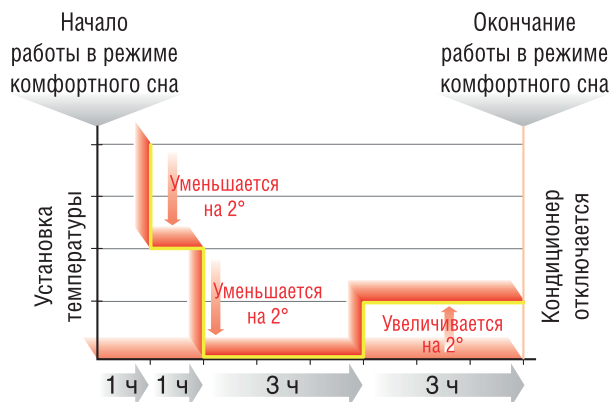 Начало
работы в режиме
комфортного сна
Окончание
работы в режиме
комфортного сна
Установка
температуры
Уменьшается
на 2°
Уменьшается
на 2°
Увеличивается
на 2°
Кондиционер
отключается
1 ч 1 ч 3 ч 3 ч